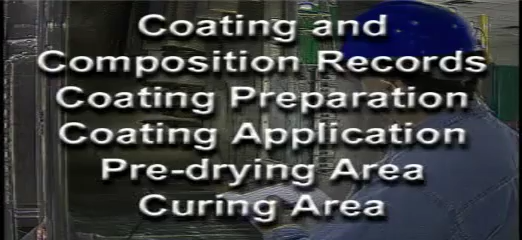 Coating and
Composition Records
Coating Preparation
Coating Application
Pre-drying Area
Curing Area